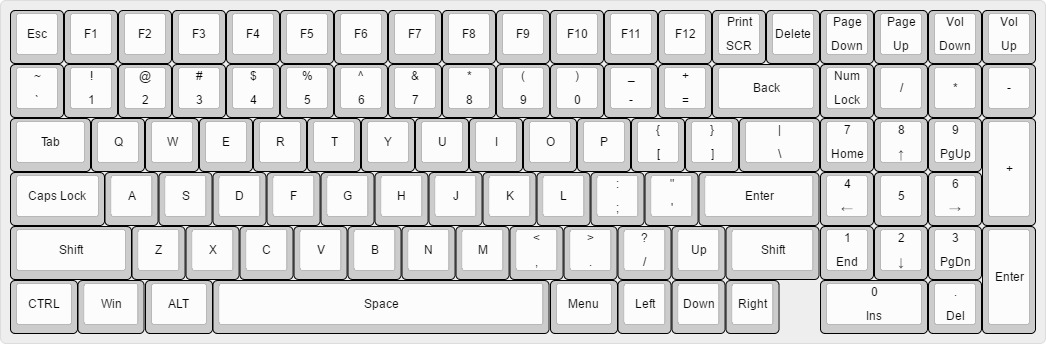 Esc F1 F2 F3 F4 F5 F6 F7 F8 F9 F10 F11 F12 Print SCR Delete Page Down Page Up Vol Down Vol Up
~ ` ! 1 @ 2 # 3 $ 4 % 5 ^ 6 & 7 * 8 ( 9 ) 0 _ - + = Back Num Lock / * -
Tab Q W E R T Y U I O P { [ } ] | \ 7 Home 8 ↑ 9 PgUp +
Caps Lock A S D F G H J K L : ; " ' Enter 4 ← 5 6 →
Shift Z X C V B N M < , > . ? / Up Shift 1 End 2 ↓ 3 PgDn Enter
CTRL Win ALT Space Menu Left Down Right 0 Ins . Del